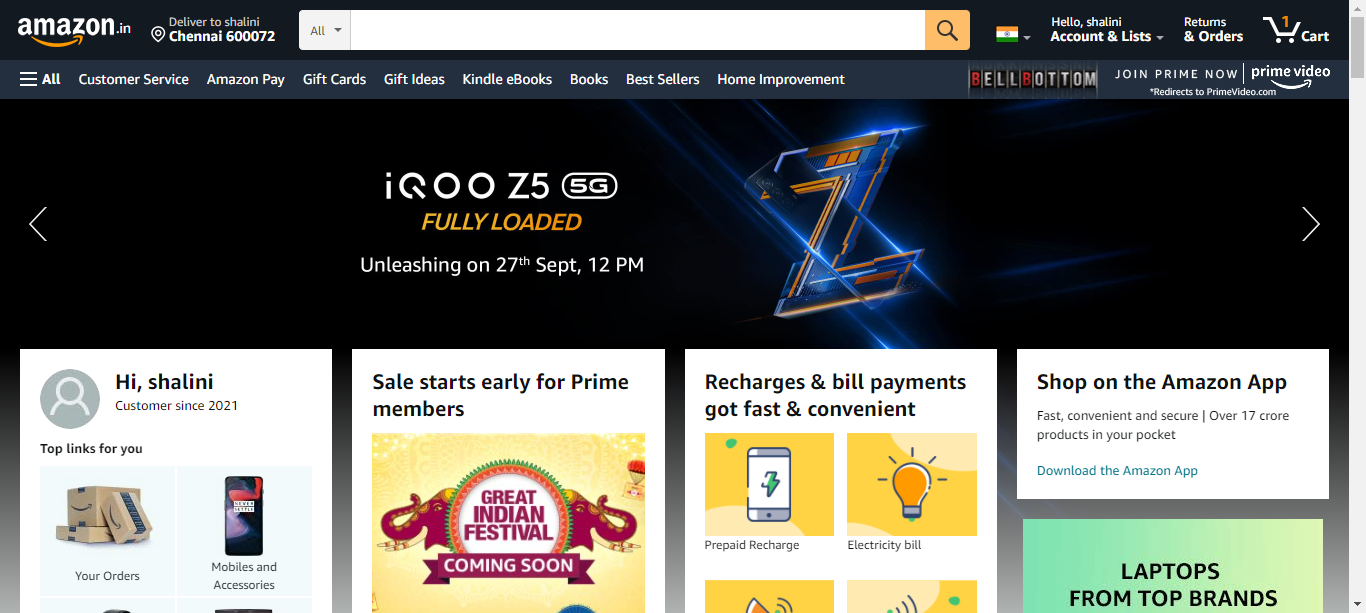 amazon.in
Deliver to shalini
Chennai 600072
All
Hello, shalini
Account & Lists
Returns
& Orders
1
Cart
All
Customer Service
Amazon Pay
Gift Cards
Gift Ideas
Kindle eBooks
Books
Best Sellers
Home Improvement
BELLBOTTOM
JOIN PRIME NOW
prime video
*Redirects to PrimeVideo.com
iQOO Z5 5G
FULLY LOADED
Unleashing on 27th Sept, 12 PM
Hi, shalini
Customer since 2021
Top links for you
Your Orders
NEVER
SETTLE
Mobiles and
Accessories
Sale starts early for Prime
members
GREAT
INDIAN
FESTIVAL
COMING SOON
Recharges & bill payments
got fast & convenient
Prepaid Recharge
Electricity bill
Shop on the Amazon App
Fast, convenient and secure | Over 17 crore
products in your pocket
Download the Amazon App
LAPTOPS
FROM TOP BRANDS